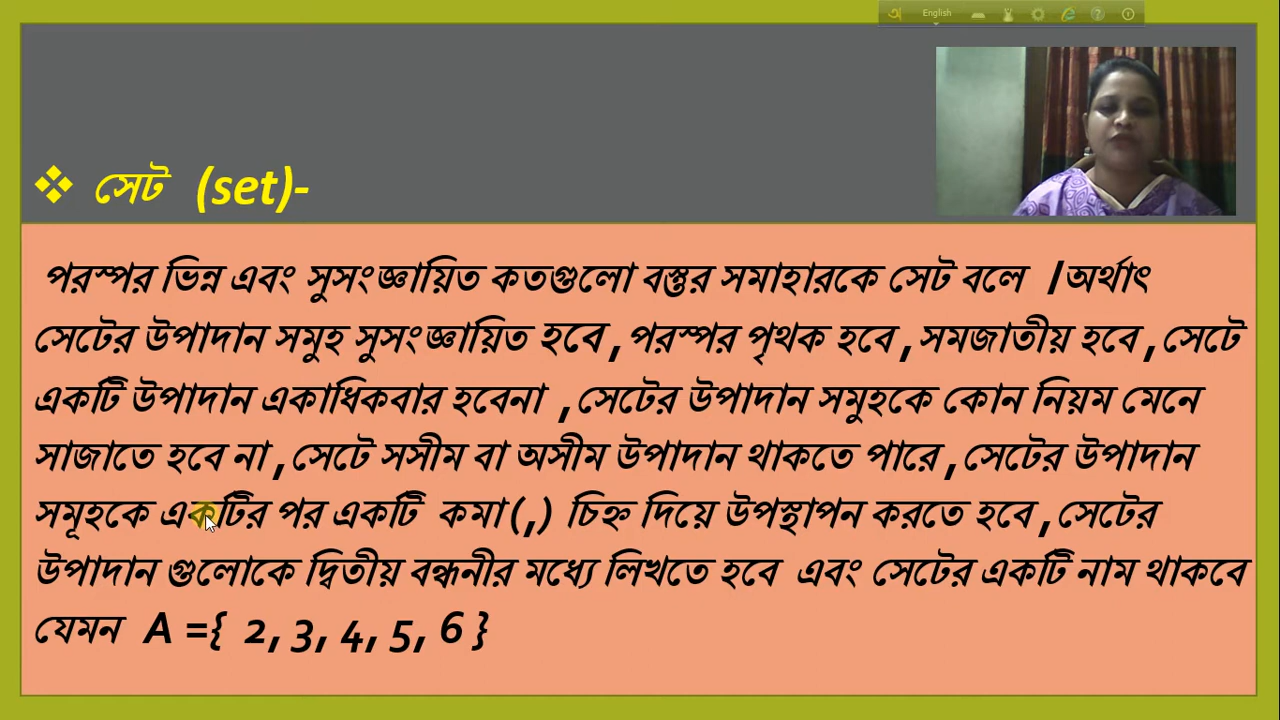 অ English
❖ সেট (set)-
পরস্পর ভিন্ন এবং সুসংজ্ঞায়িত কতগুলো বস্তুর সমাহারকে সেট বলে ।অর্থাৎ
সেটের উপাদান সমুহ সুসংজ্ঞায়িত হবে,পরস্পর পৃথক হবে,সমজাতীয় হবে,সেটে
একটি উপাদান একাধিকবার হবেনা ,সেটের উপাদান সমুহকে কোন নিয়ম মেনে
সাজাতে হবে না,সেটে সসীম বা অসীম উপাদান থাকতে পারে,সেটের উপাদান
সমূহকে একটির পর একটি কমা(,) চিহ্ন দিয়ে উপস্থাপন করতে হবে,সেটের
উপাদান গুলোকে দ্বিতীয় বন্ধনীর মধ্যে লিখতে হবে এবং সেটের একটি নাম থাকবে
যেমন A ={ 2, 3, 4, 5, 6 }